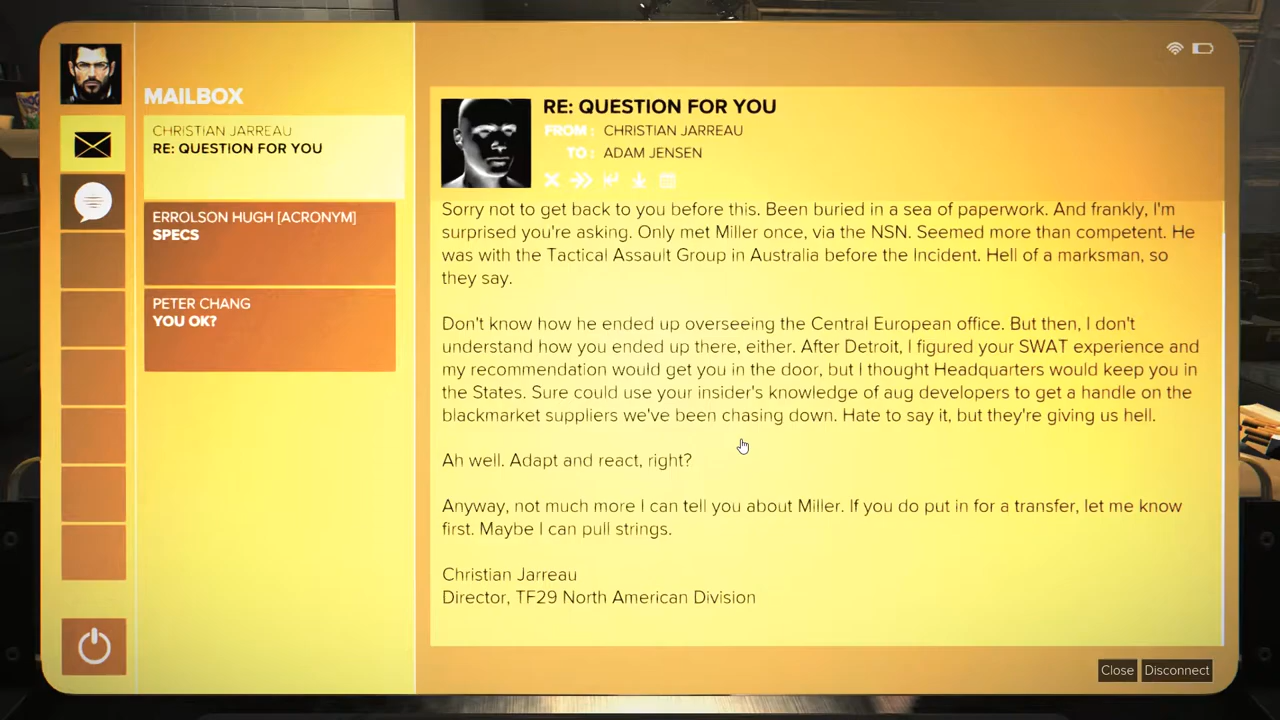 MAILBOX
CHRISTIAN JARREAU
RE: QUESTION FOR YOU
ERROLSON HUGH [ACRONYM]
SPECS
PETER CHANG
YOU OK?
RE: QUESTION FOR YOU
FROM: CHRISTIAN JARREAU
TO: ADAM JENSEN
Sorry not to get back to you before this. Been buried in a sea of paperwork. And frankly, I'm
surprised you're asking. Only met Miller once, via the NSN. Seemed more than competent. He
was with the Tactical Assault Group in Australia before the Incident. Hell of a marksman, so
they say.
Don't know how he ended up overseeing the Central European office. But then, I don't
understand how you ended up there, either. After Detroit, I figured your SWAT experience and
my recommendation would get you in the door, but I thought Headquarters would keep you in
the States. Sure could use your insider's knowledge of aug developers to get a handle on the
blackmarket suppliers we've been chasing down. Hate to say it, but they're giving us hell.
Ah well. Adapt and react, right?
Anyway, not much more I can tell you about Miller. If you do put in for a transfer, let me know
first. Maybe I can pull strings.
Christian Jarreau
Director, TF29 North American Division
Close Disconnect